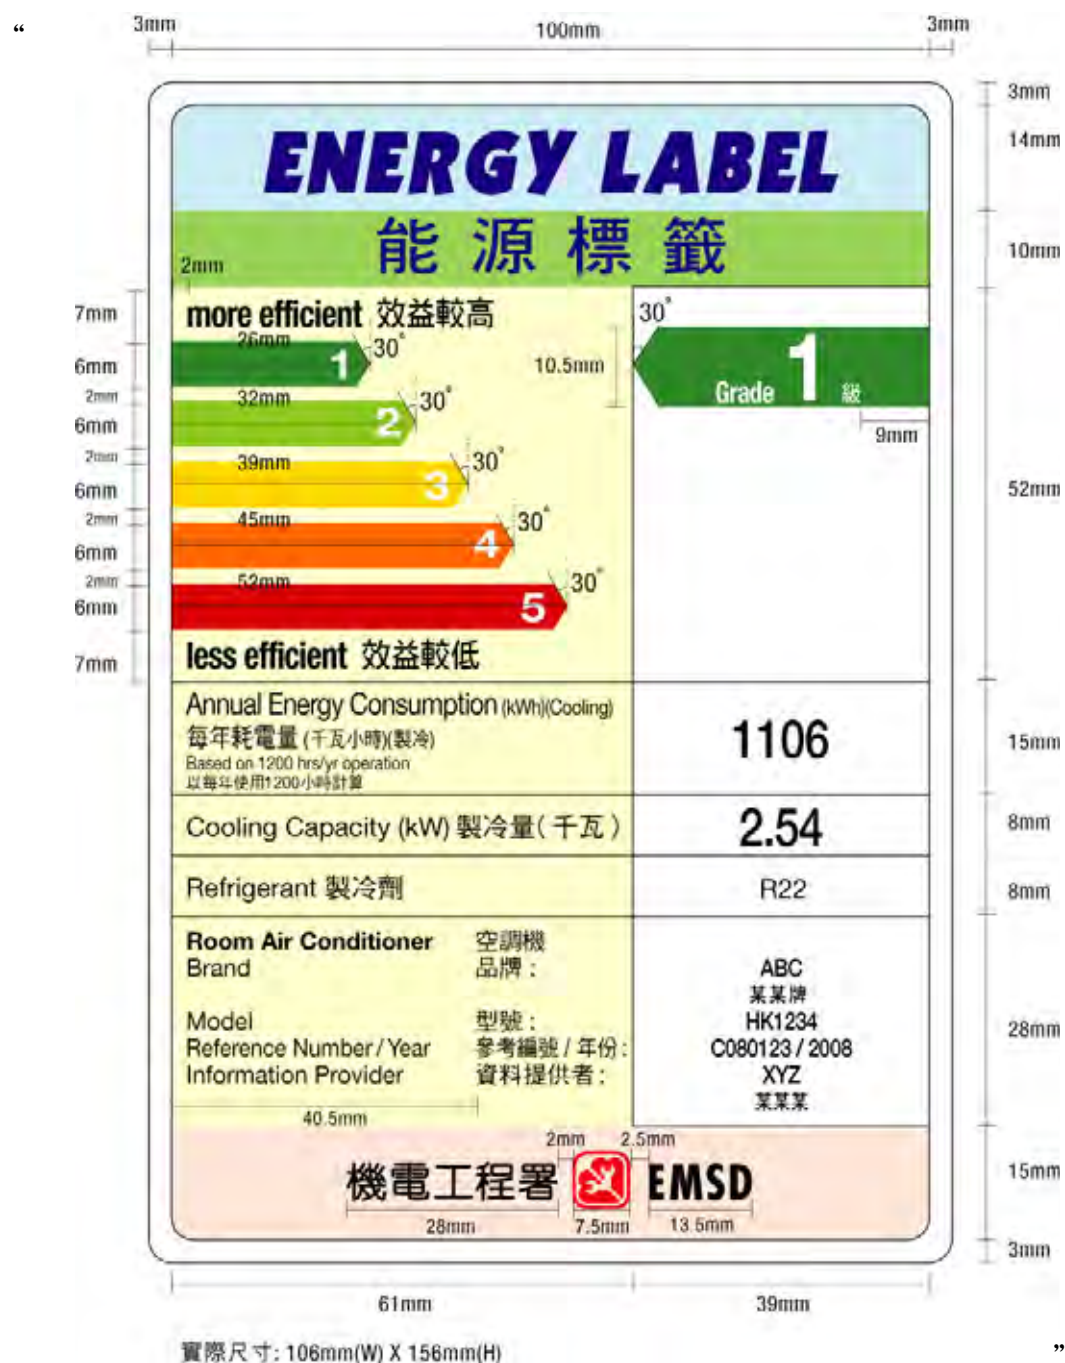 “
3mm 100mm 3mm
3mm
ENERGY LABEL
14mm
能源標籤
10mm
2mm
7mm more efficient 效益較高 30°
26mm 30°
6mm 1 10.5mm Grade 1 級
2mm 32mm 30°
6mm 2 9mm
2mm 39mm 30°
6mm 3 52mm
2mm 45mm 30°
6mm 4
2mm 52mm 30°
6mm 5
7mm less efficient 效益較低
Annual Energy Consumption (kWh)(Cooling)
每年耗電量 (千瓦小時)(製冷) 1106 15mm
Based on 1200 hrs/yr operation
以每年使用1200小時計算
Cooling Capacity (kW) 製冷量( 千瓦 ) 2.54 8mm
Refrigerant 製冷劑 R22 8mm
Room Air Conditioner 空調機
Brand 品牌 : ABC
某某牌
Model 型號 : HK1234 28mm
Reference Number / Year 參考編號 / 年份 : C080123 / 2008
Information Provider 資料提供者 : XYZ
某某某
40.5mm
2mm 2.5mm
機電工程署 EMSD 15mm
28mm 7.5mm 13.5mm
3mm
61mm 39mm
實際尺寸: 106mm(W) X 156mm(H)
”